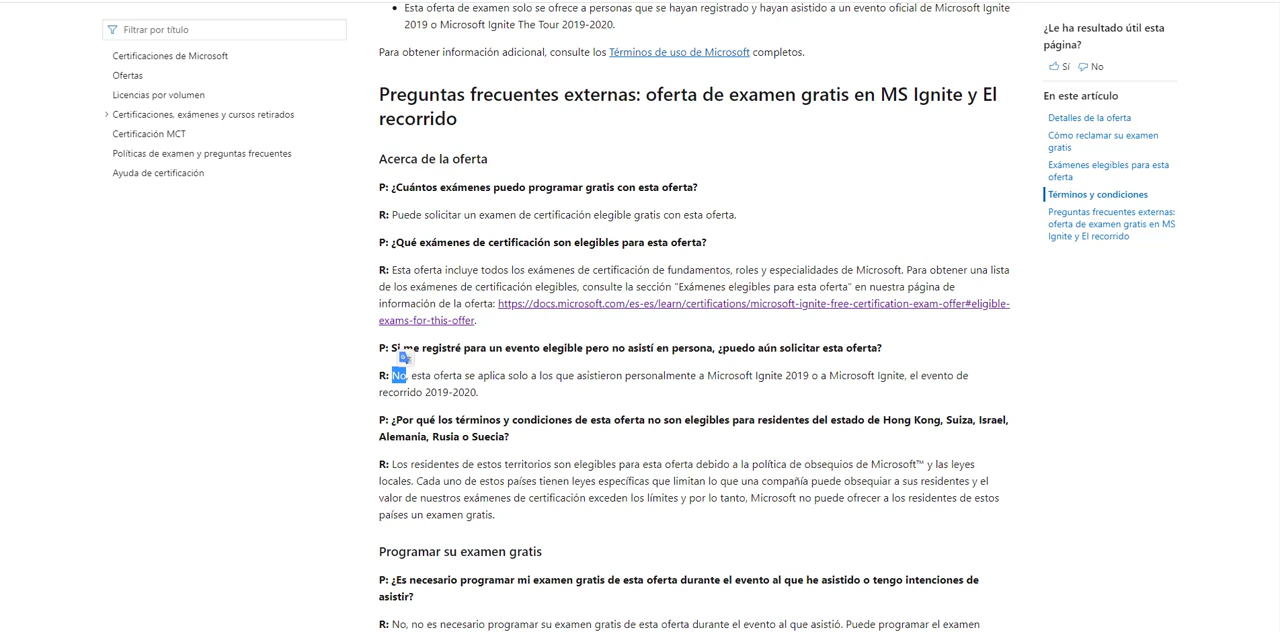 Filtrar por título
Certificaciones de Microsoft
Ofertas
Licencias por volumen
Certificaciones, exámenes y cursos retirados
Certificación MCT
Políticas de examen y preguntas frecuentes
Ayuda de certificación
Esta oferta de examen solo se ofrece a personas que se hayan registrado y hayan asistido a un evento oficial de Microsoft Ignite
2019 o Microsoft Ignite The Tour 2019-2020.
Para obtener información adicional, consulte los Términos de uso de Microsoft completos.
Preguntas frecuentes externas: oferta de examen gratis en MS Ignite y El
recorrido
Acerca de la oferta
P: ¿Cuántos exámenes puedo programar gratis con esta oferta?
R: Puede solicitar un examen de certificación elegible gratis con esta oferta.
P: ¿Qué exámenes de certificación son elegibles para esta oferta?
R: Esta oferta incluye todos los exámenes de certificación de fundamentos, roles y especialidades de Microsoft. Para obtener una lista
de los exámenes de certificación elegibles, consulte la sección "Exámenes elegibles para esta oferta" en nuestra página de
información de la oferta: https://docs.microsoft.com/es-es/learn/certifications/microsoft-ignite-free-certification-exam-offer#eligible-
exams-for-this-offer.
P: Si me registré para un evento elegible pero no asistí en persona, ¿puedo aún solicitar esta oferta?
R: No, esta oferta se aplica solo a los que asistieron personalmente a Microsoft Ignite 2019 o a Microsoft Ignite, el evento de
recorrido 2019-2020.
P: ¿Por qué los términos y condiciones de esta oferta no son elegibles para residentes del estado de Hong Kong, Suiza, Israel,
Alemania, Rusia o Suecia?
R: Los residentes de estos territorios son elegibles para esta oferta debido a la política de obsequios de Microsoft™ y las leyes
locales. Cada uno de estos países tienen leyes específicas que limitan lo que una compañía puede obsequiar a sus residentes y el
valor de nuestros exámenes de certificación exceden los límites y por lo tanto, Microsoft no puede ofrecer a los residentes de estos
países un examen gratis.
Programar su examen gratis
P: ¿Es necesario programar mi examen gratis de esta oferta durante el evento al que he asistido o tengo intenciones de
asistir?
R: No, no es necesario programar su examen gratis de esta oferta durante el evento al que asistió. Puede programar el examen
¿Le ha resultado útil esta
página?
Sí No
En este artículo
Detalles de la oferta
Cómo reclamar su examen
gratis
Exámenes elegibles para esta
oferta
Términos y condiciones
Preguntas frecuentes externas:
oferta de examen gratis en MS
Ignite y El recorrido